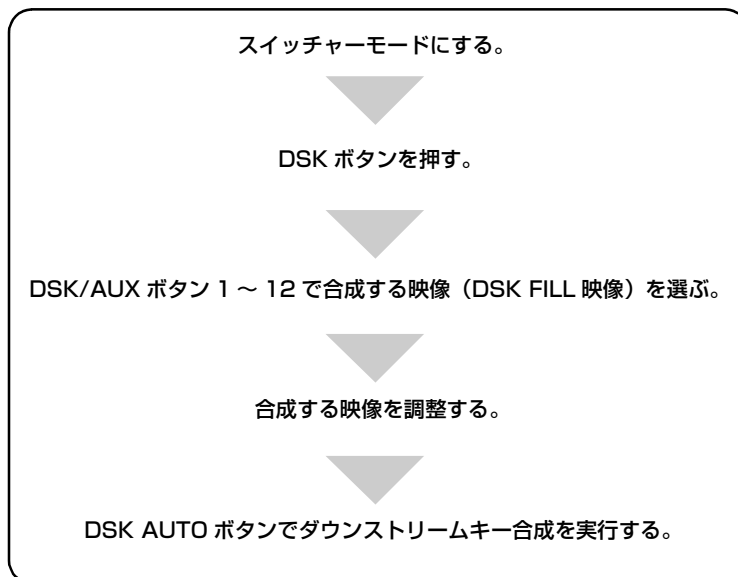 スイッチャーモードにする。
DSK ボタンを押す。
DSK/AUX ボタン 1 ～ 12 で合成する映像（DSK FILL 映像）を選ぶ。
合成する映像を調整する。
DSK AUTO ボタンでダウンストリームキー合成を実行する。